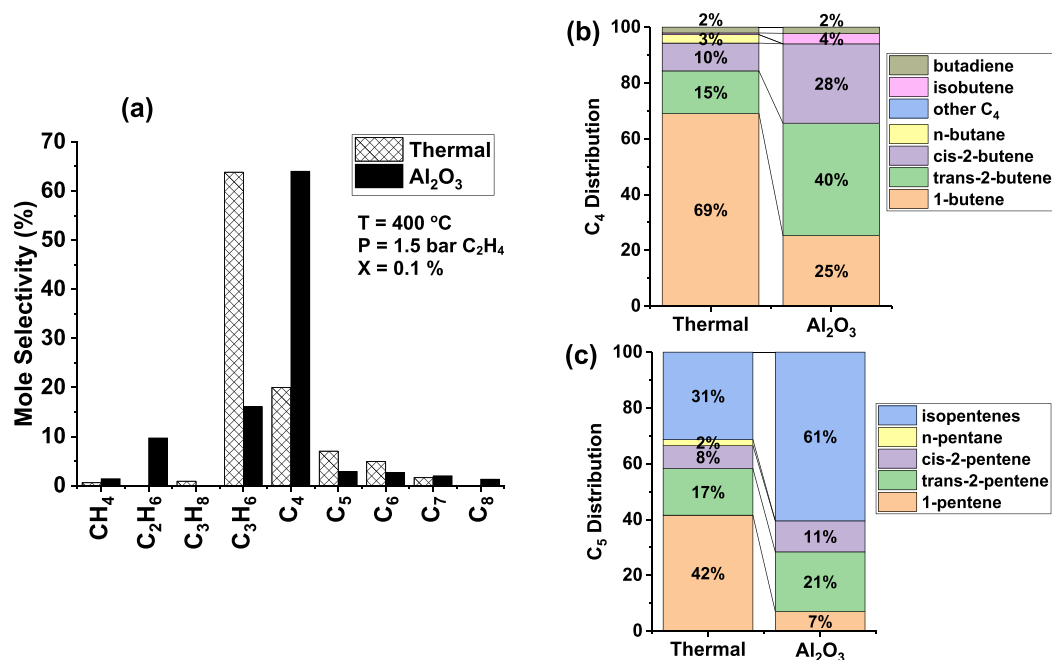 (a)
Mole Selectivity (%)
70
60
50
40
30
20
10
0
CH₄
C₂H₆
C₃H₈
C₃H₆
C₄
C₅
C₆
C₇
C₈
Thermal
Al₂O₃
T = 400 °C
P = 1.5 bar C₂H₄
X = 0.1 %
(b)
C₄ Distribution
100
80
60
40
20
0
2%
3%
10%
15%
69%
2%
4%
28%
40%
25%
Thermal
Al₂O₃
butadiene
isobutene
other C₄
n-butane
cis-2-butene
trans-2-butene
1-butene
(c)
C₅ Distribution
100
80
60
40
20
0
31%
2%
8%
17%
42%
61%
11%
21%
7%
Thermal
Al₂O₃
isopentenes
n-pentane
cis-2-pentene
trans-2-pentene
1-pentene